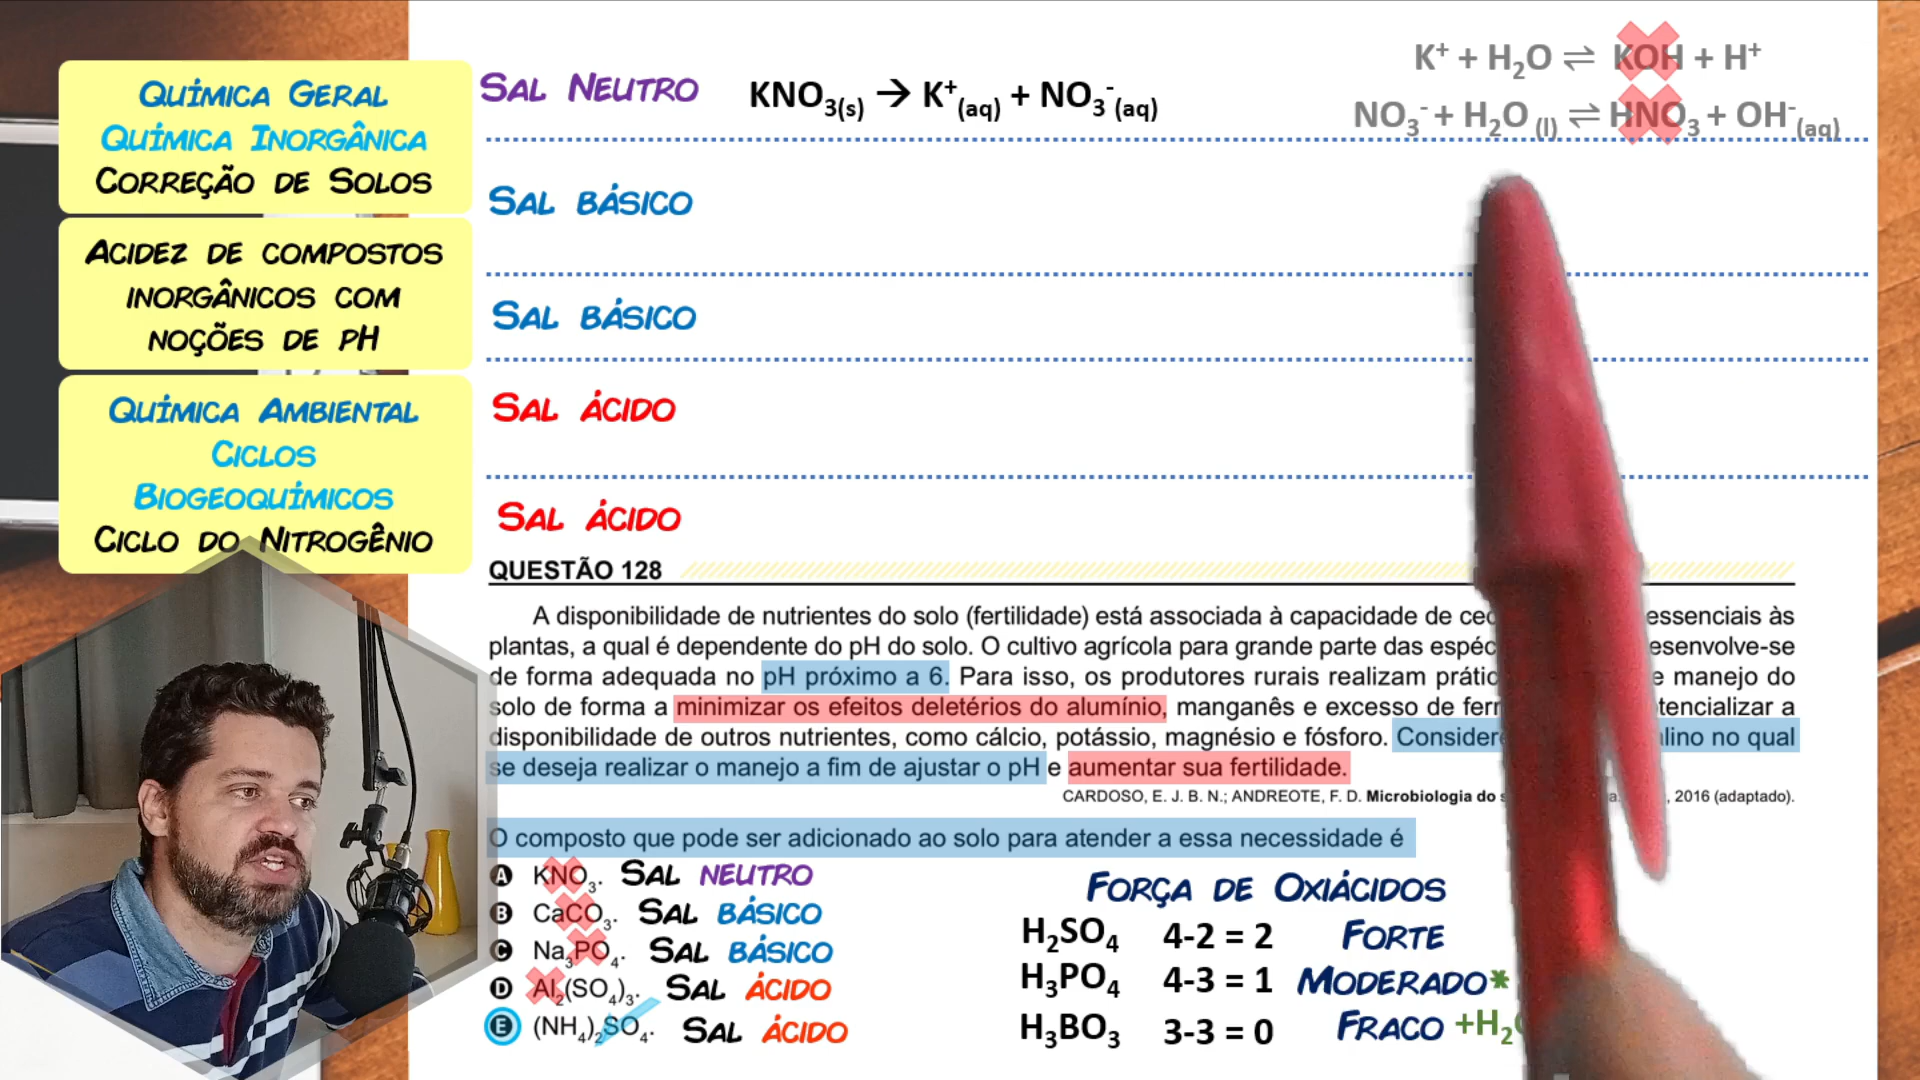 QUÍMICA GERAL
QUÍMICA INORGÂNICA
CORREÇÃO DE SOLOS
ACIDEZ DE COMPOSTOS
INORGÂNICOS COM
NOÇÕES DE PH
QUÍMICA AMBIENTAL
CICLOS
BIOGEOQUÍMICOS
CICLO DO NITROGÊNIO
SAL NEUTRO KNO₃(s) → K⁺(aq) + NO₃⁻(aq)
K⁺ + H₂O ⇌ KOH + H⁺
NO₃⁻ + H₂O (l) ⇌ HNO₃ + OH⁻(aq)
SAL BÁSICO
SAL BÁSICO
SAL ÁCIDO
SAL ÁCIDO
QUESTÃO 128
A disponibilidade de nutrientes do solo (fertilidade) está associada à capacidade de essenciais às
plantas, a qual é dependente do pH do solo. O cultivo agrícola para grande parte das
de forma adequada no pH próximo a 6. Para isso, os produtores rurais realizam manejo do
solo de forma a minimizar os efeitos deletérios do alumínio, manganês e excesso de a
disponibilidade de outros nutrientes, como cálcio, potássio, magnésio e fósforo. no qual
se deseja realizar o manejo a fim de ajustar o pH e aumentar sua fertilidade.
CARDOSO, E. J. B. N.; ANDREOTE, F. D. Microbiologia do , 2016 (adaptado).
O composto que pode ser adicionado ao solo para atender a essa necessidade é
A KNO₃. SAL NEUTRO
B CaCO₃. SAL BÁSICO
C Na₃PO₄. SAL BÁSICO
D Al₂(SO₄)₃. SAL ÁCIDO
E (NH₄)₂SO₄. SAL ÁCIDO
FORÇA DE OXIÁCIDOS
H₂SO₄ 4-2 = 2 FORTE
H₃PO₄ 4-3 = 1 MODERADO*
H₃BO₃ 3-3 = 0 FRACO